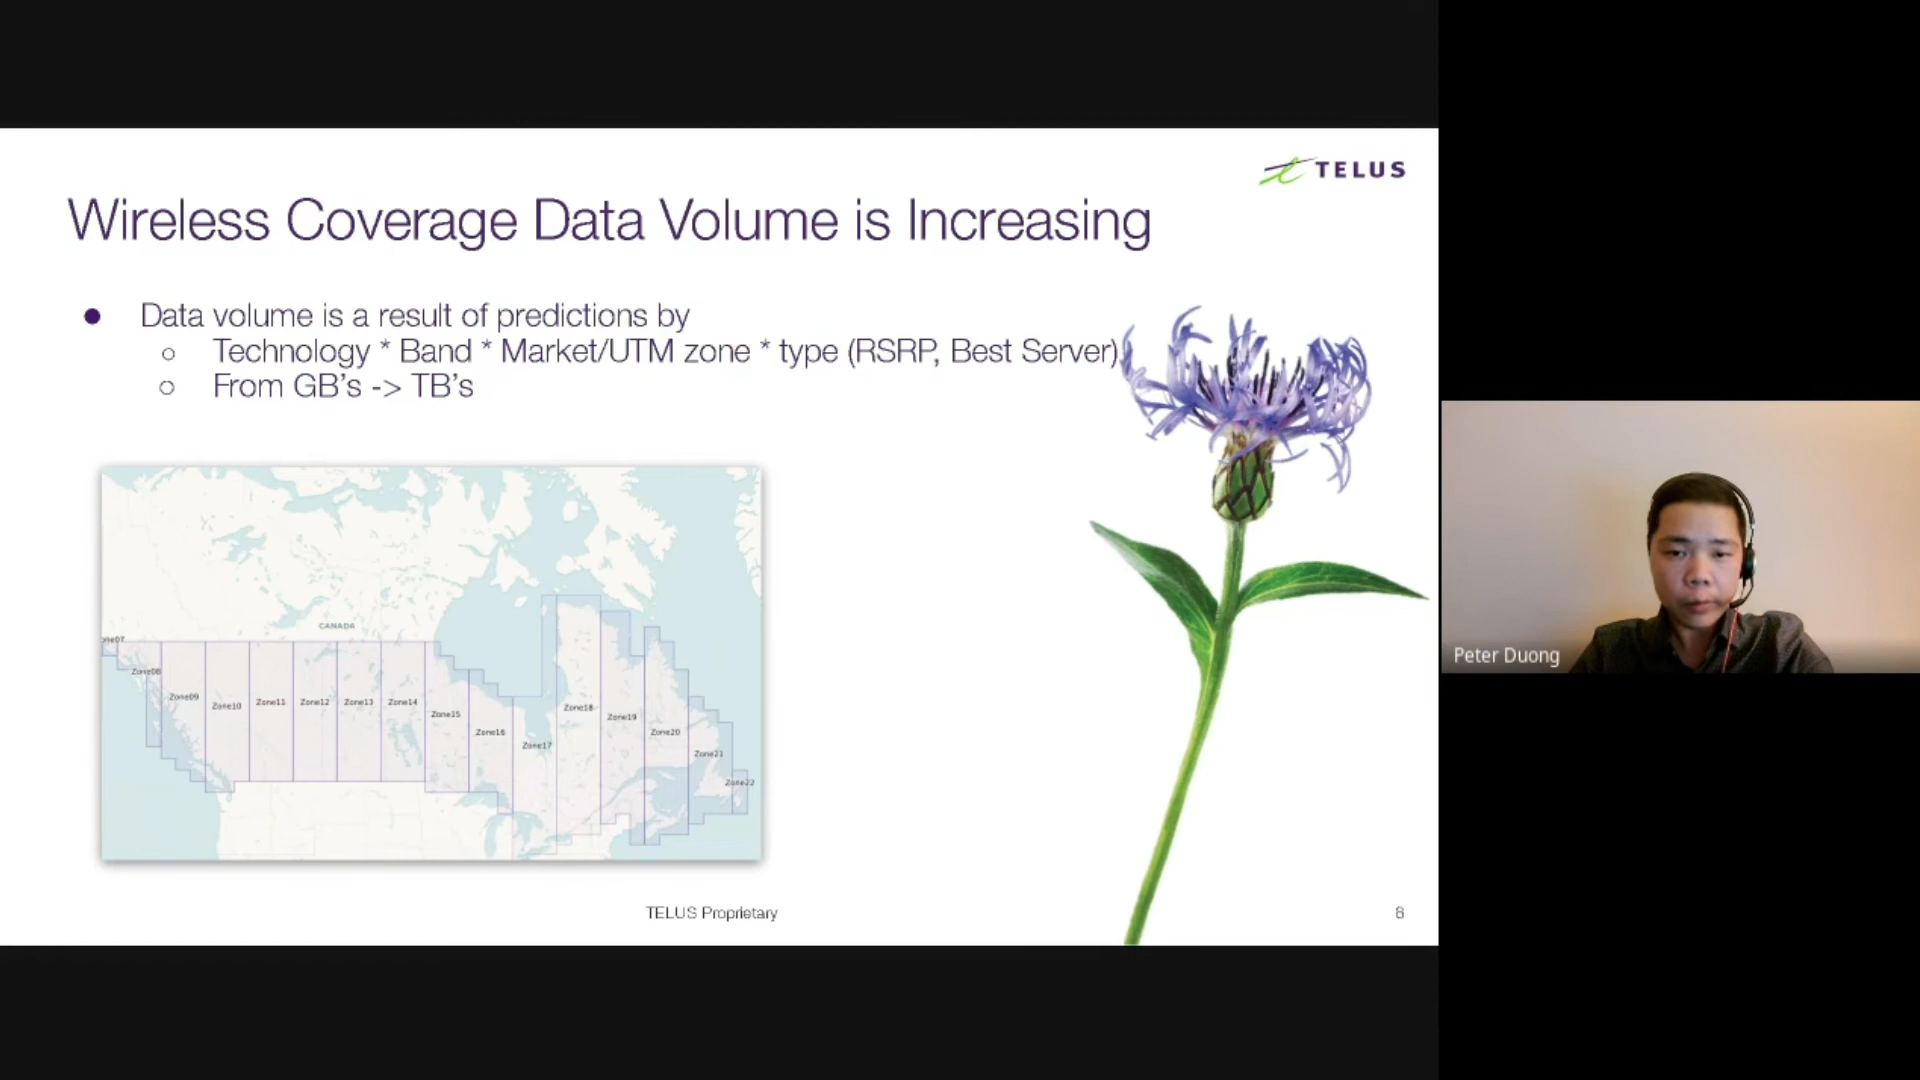 TELUS
Wireless Coverage Data Volume is Increasing
● Data volume is a result of predictions by
○ Technology * Band * Market/UTM zone * type (RSRP, Best Server)
○ From GB's -> TB's
CANADA
Zone08
Zone09
Zone10
Zone11
Zone12
Zone13
Zone14
Zone15
Zone16
Zone17
Zone18
Zone19
Zone20
Zone21
Zone22
Peter Duong
TELUS Proprietary
8